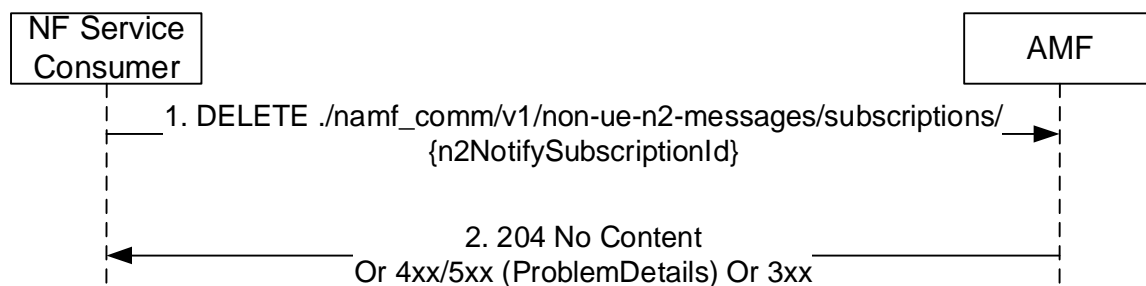 NF Service
Consumer
AMF
1. DELETE ./namf_comm/v1/non-ue-n2-messages/subscriptions/
{n2NotifySubscriptionId}
2. 204 No Content
Or 4xx/5xx (ProblemDetails) Or 3xx